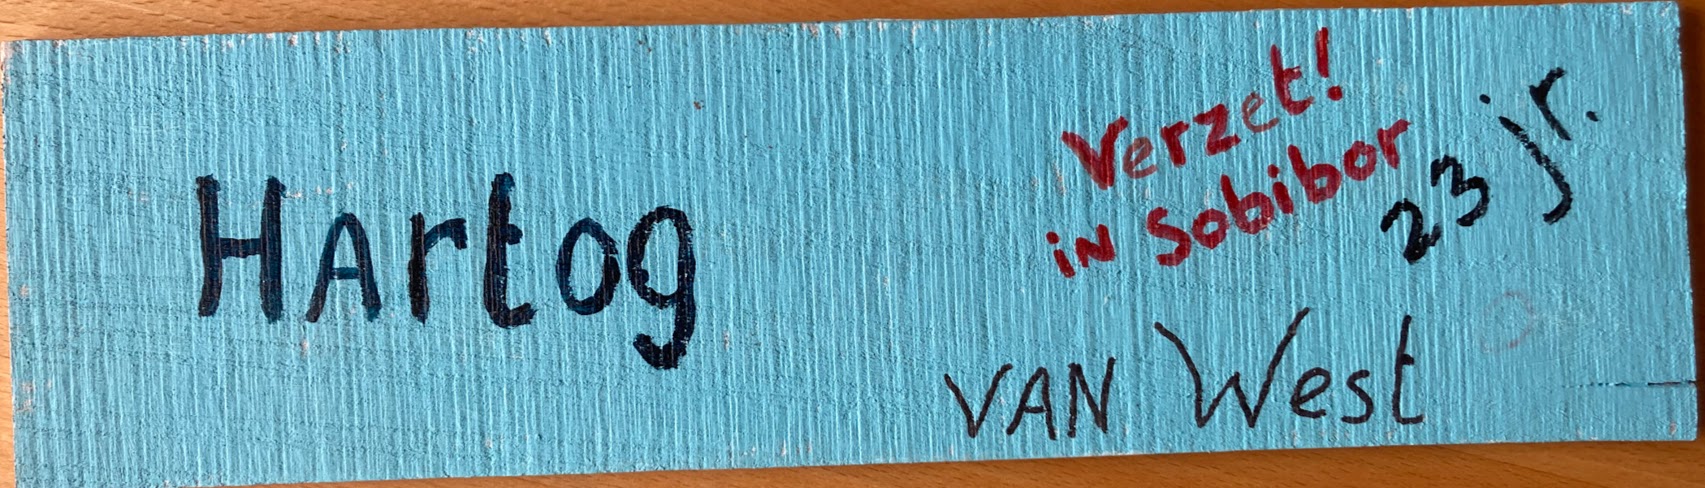 HArtog
Verzet!
iN Sobibor
23 jr.
VAN West